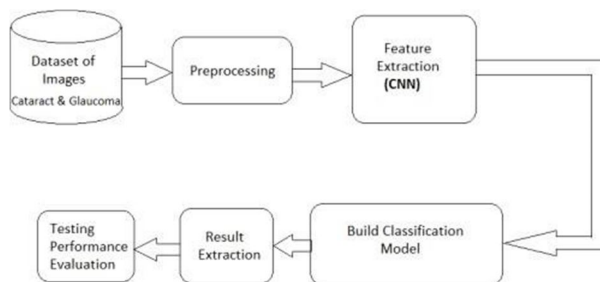 Dataset of
Images
Cataract & Glaucoma
Preprocessing
Feature
Extraction
(CNN)
Build Classification
Model
Result
Extraction
Testing
Performance
Evaluation